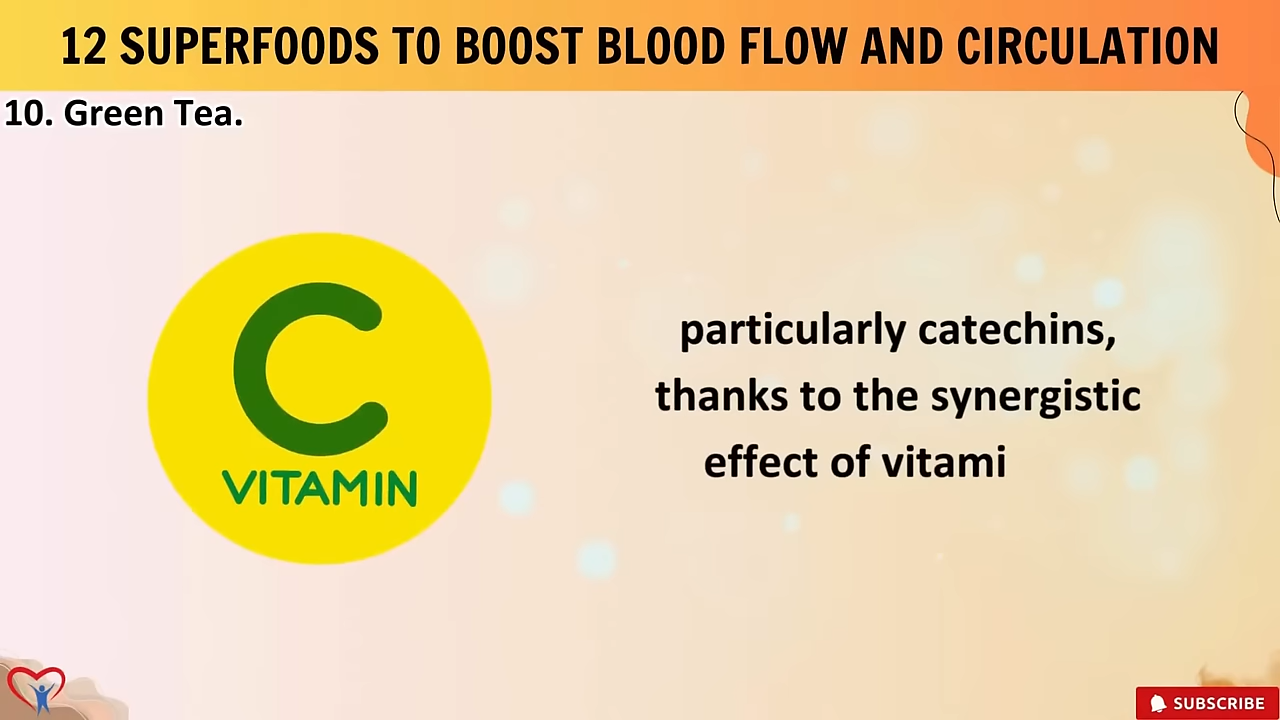 12 SUPERFOODS TO BOOST BLOOD FLOW AND CIRCULATION
10. Green Tea.
C
VITAMIN
particularly catechins,
thanks to the synergistic
effect of vitami
SUBSCRIBE